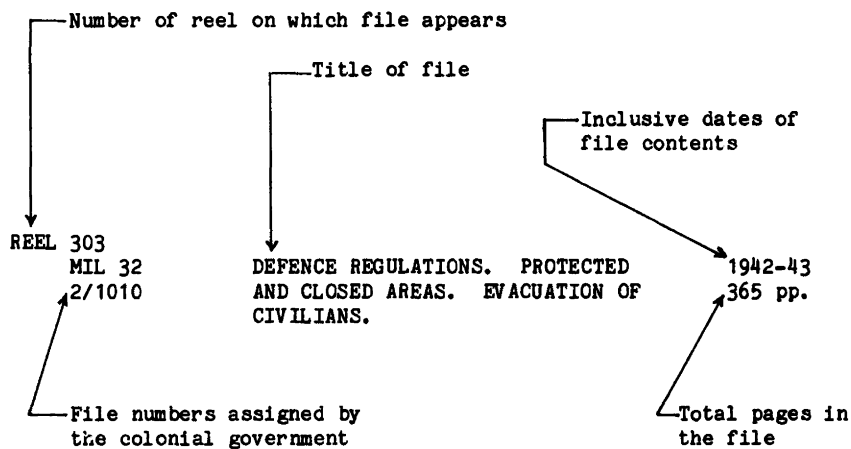 Number of reel on which file appears
Title of file
Inclusive dates of
file contents
REEL 303
MIL 32 DEFENCE REGULATIONS. PROTECTED 1942-43
2/1010 AND CLOSED AREAS. EVACUATION OF 365 pp.
CIVILIANS.
File numbers assigned by
the colonial government
Total pages in
the file